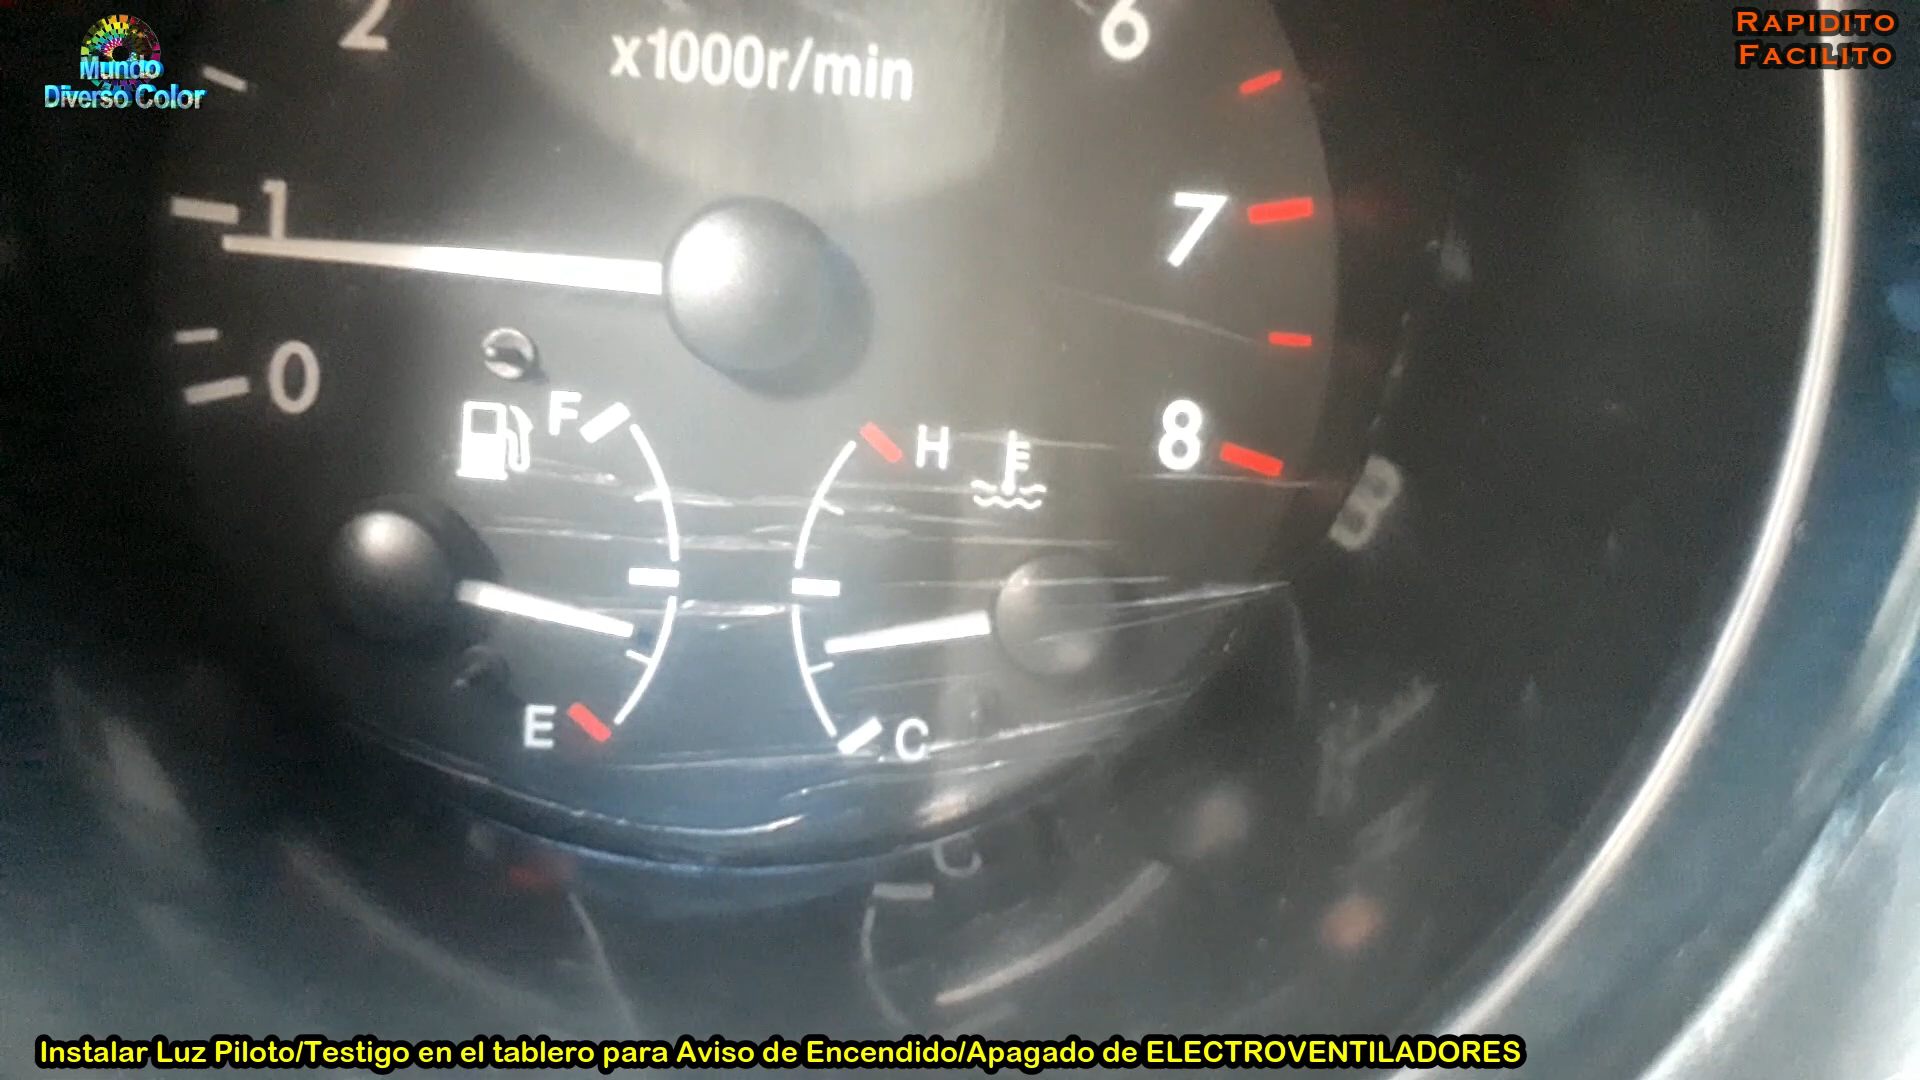 Mundo
Diverso Color
RAPIDITO
FACILITO
2
x1000r/min
6
1
7
0
F
H
8
E
C
C
Instalar Luz Piloto/Testigo en el tablero para Aviso de Encendido/Apagado de ELECTROVENTILADORES